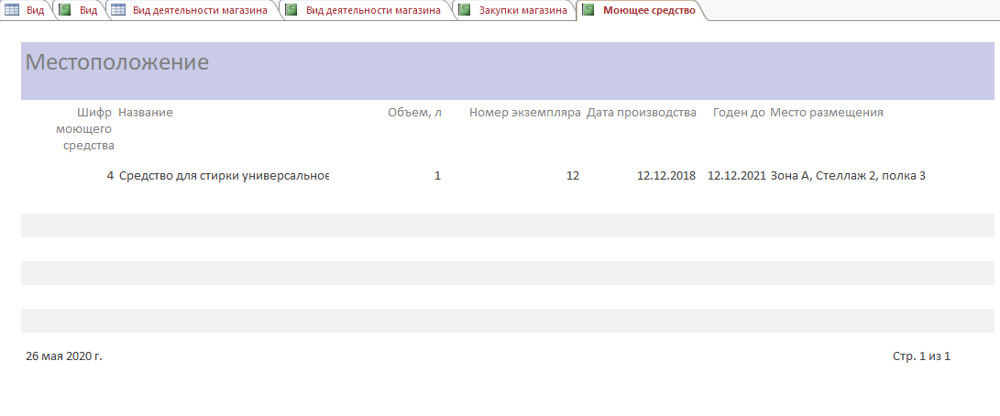 Вид Вид Вид деятельности магазина Вид деятельности магазина Закупки магазина Моющее средство
Местоположение
Шифр моющего средства Название Объем, л Номер экземпляра Дата производства Годен до Место размещения
4 Средство для стирки универсальное 1 12 12.12.2018 12.12.2021 Зона А, Стеллаж 2, полка 3
26 мая 2020 г. Стр. 1 из 1